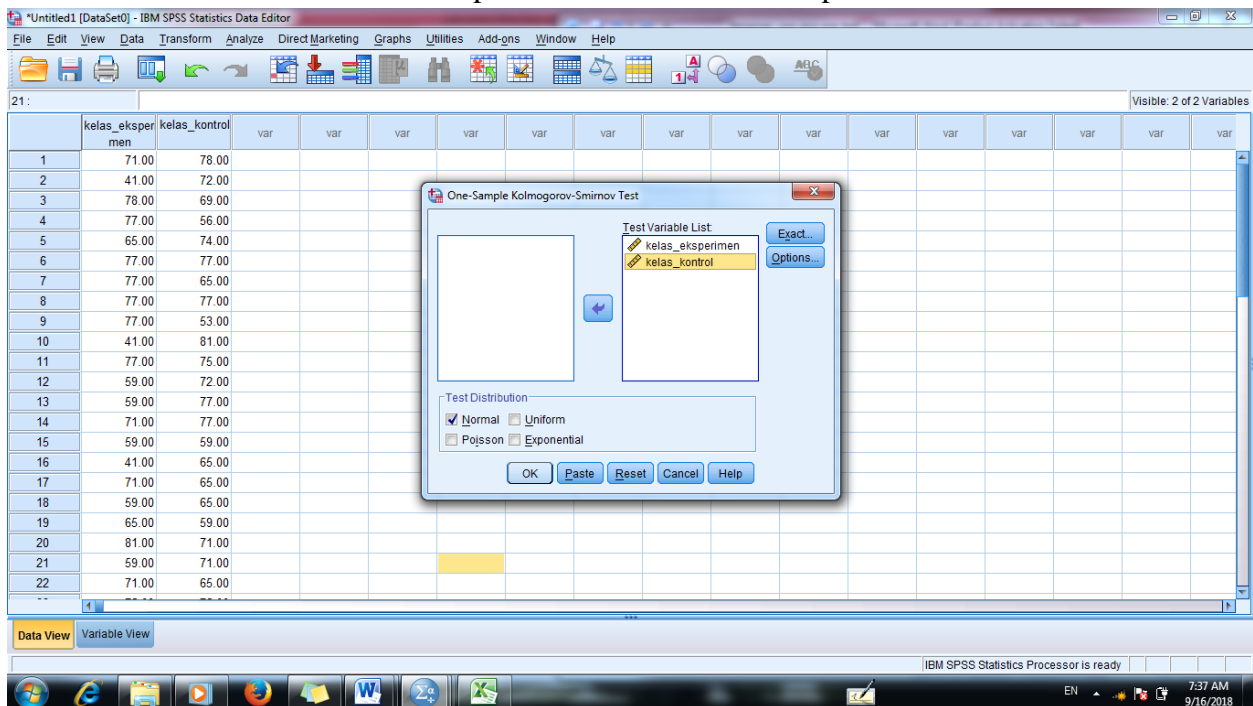 *Untitled1 [DataSet0] - IBM SPSS Statistics Data Editor
File Edit View Data Transform Analyze Direct Marketing Graphs Utilities Add-ons Window Help
21 :
Visible: 2 of 2 Variables
kelas_eksperimen kelas_kontrol var var var var var var var var var var var var var var var
1 71.00 78.00
2 41.00 72.00
3 78.00 69.00
4 77.00 56.00
5 65.00 74.00
6 77.00 77.00
7 77.00 65.00
8 77.00 77.00
9 77.00 53.00
10 41.00 81.00
11 77.00 75.00
12 59.00 72.00
13 59.00 77.00
14 71.00 77.00
15 59.00 59.00
16 41.00 65.00
17 71.00 65.00
18 59.00 65.00
19 65.00 59.00
20 81.00 71.00
21 59.00 71.00
22 71.00 65.00
One-Sample Kolmogorov-Smirnov Test
Test Variable List:
kelas_eksperimen
kelas_kontrol
Exact...
Options...
Test Distribution
Normal Uniform
Poisson Exponential
OK Paste Reset Cancel Help
Data View Variable View
IBM SPSS Statistics Processor is ready
EN
7:37 AM
9/16/2018